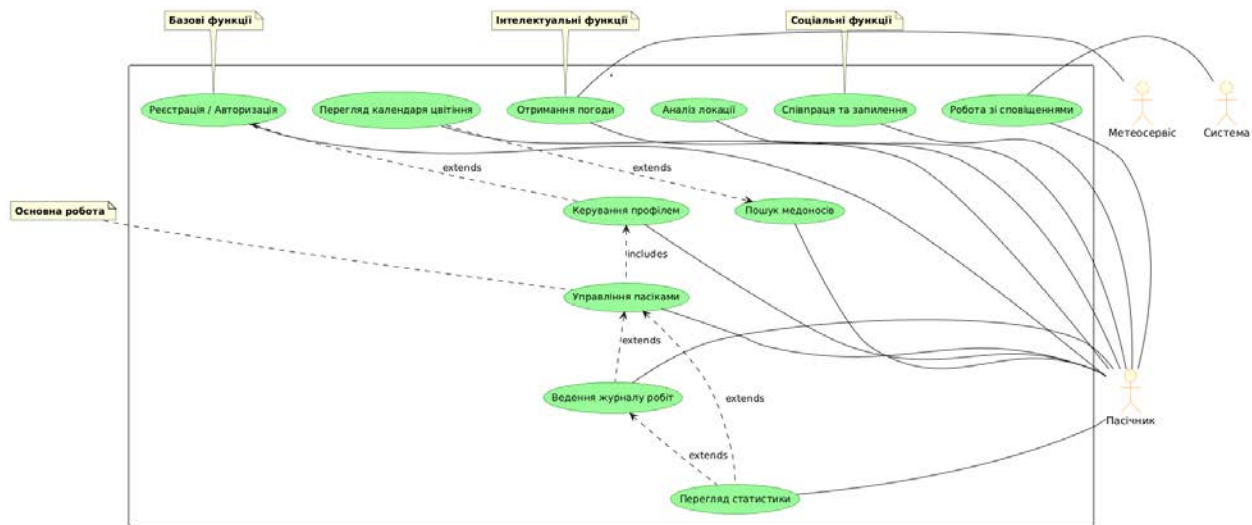 Базові функції
Інтелектуальні функції
Соціальні функції
Реєстрація / Авторизація
Перегляд календаря цвітіння
Отримання погоди
Аналіз локації
Співпраця та запилення
Робота зі сповіщеннями
Метеосервіс
Система
extends
extends
Основна робота
Керування профілем
Пошук медоносів
includes
Управління пасіками
extends
Ведення журналу робіт
extends
Пасічник
extends
Перегляд статистики